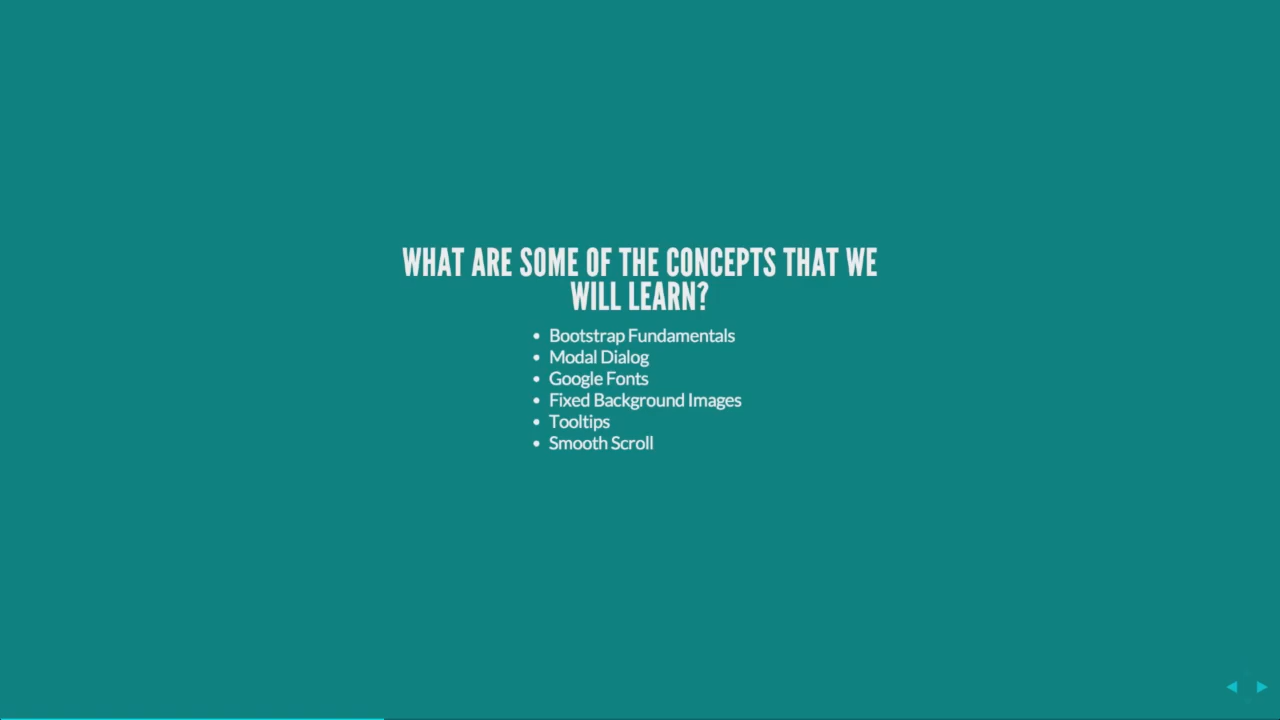 WHAT ARE SOME OF THE CONCEPTS THAT WE
WILL LEARN?
• Bootstrap Fundamentals
• Modal Dialog
• Google Fonts
• Fixed Background Images
• Tooltips
• Smooth Scroll